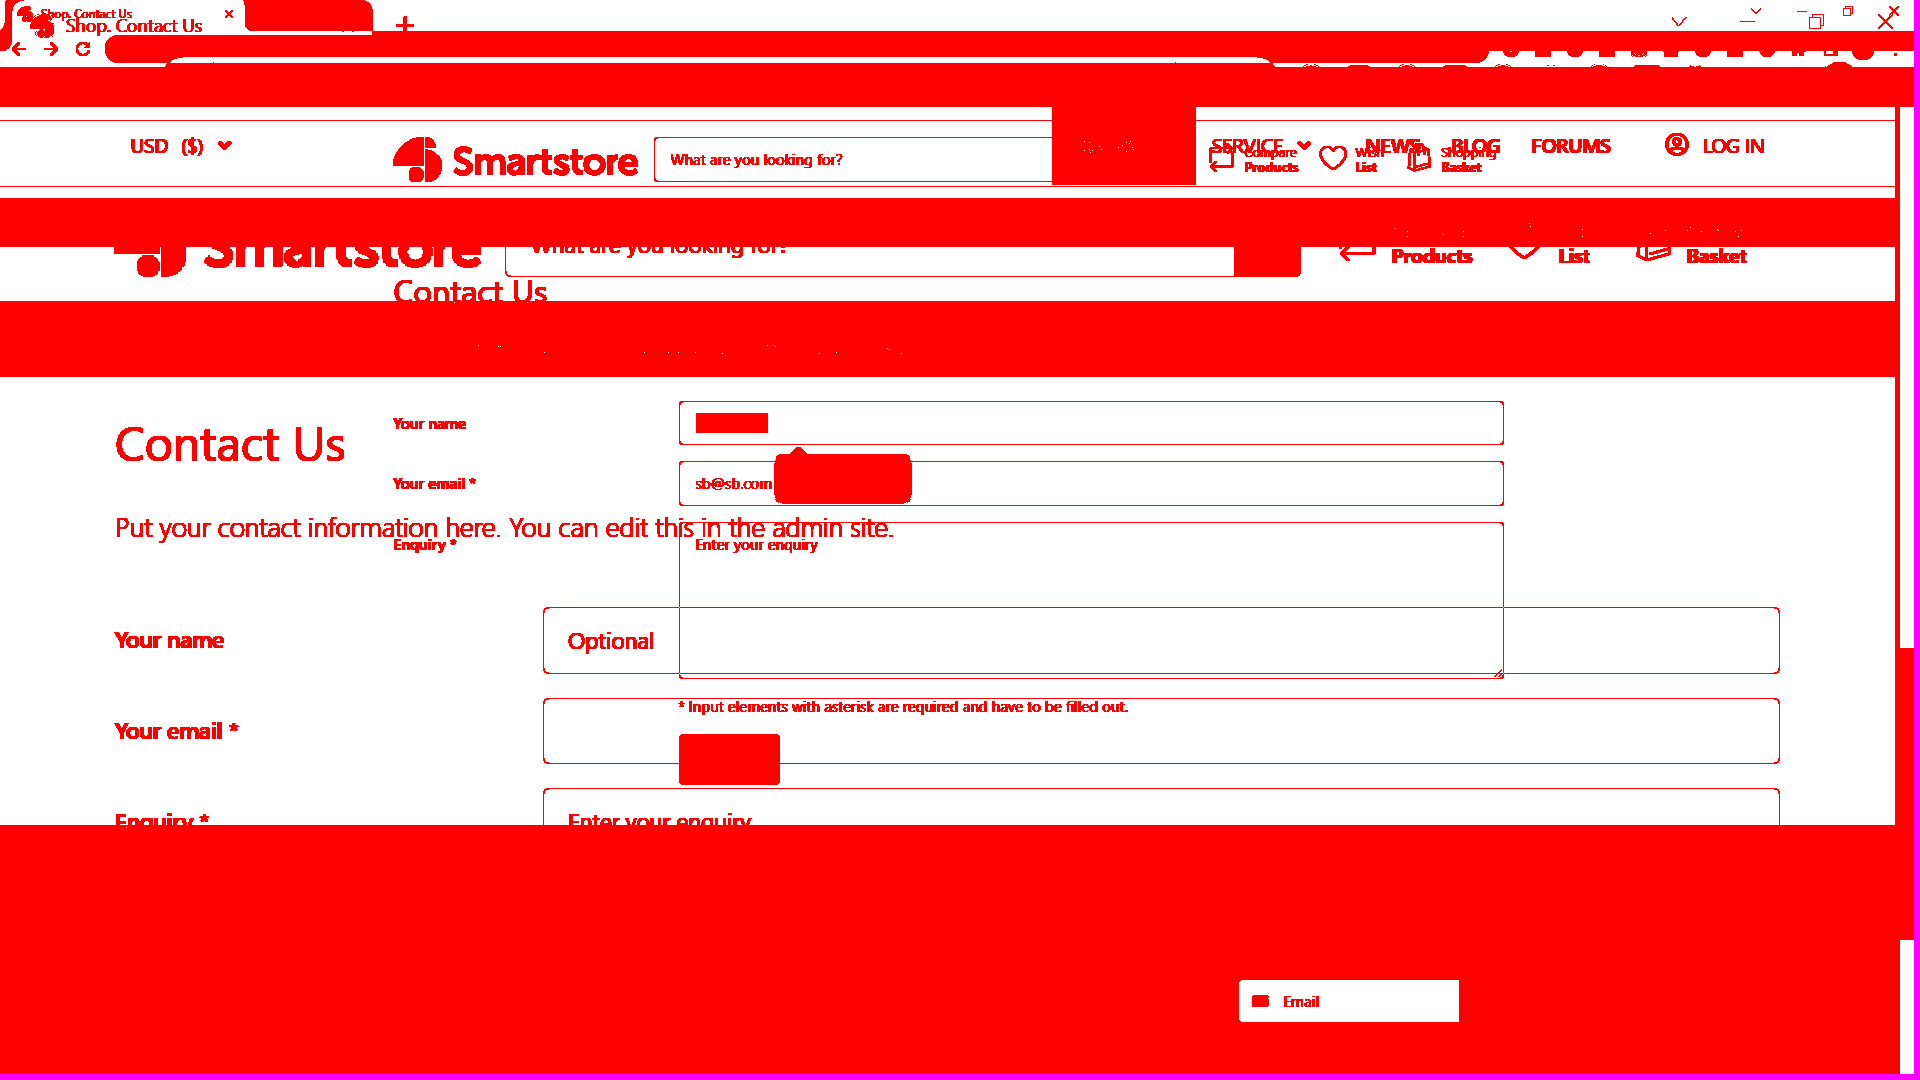 Shop. Contact Us
Shop. Contact Us
USD ($)
Smartstore
What are you looking for?
SERVICE
NEWS
BLOG
FORUMS
LOG IN
Compare Products
Wish List
Shopping Basket
Smartstore
What are you looking for?
Products
List
Basket
Contact Us
Your name
Contact Us
Your email *
sb@sb.com
Put your contact information here. You can edit this in the admin site.
Enquiry *
Enter your enquiry
Your name
Optional
* Input elements with asterisk are required and have to be filled out.
Your email *
Enquiry *
Enter your enquiry
Email